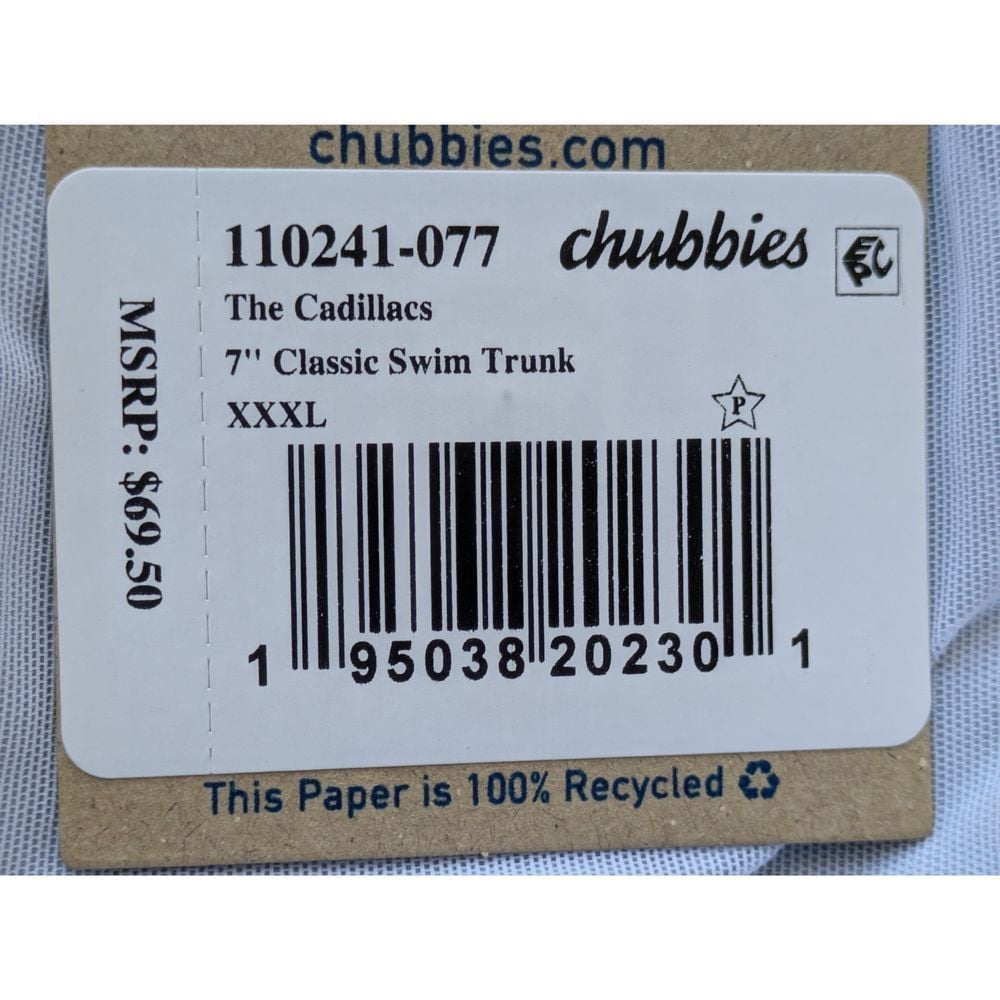 chubbies.com
110241-077
chubbies
EPC
The Cadillacs
7" Classic Swim Trunk
XXXL
P
MSRP: $69.50
1 95038 20230 1
This Paper is 100% Recycled